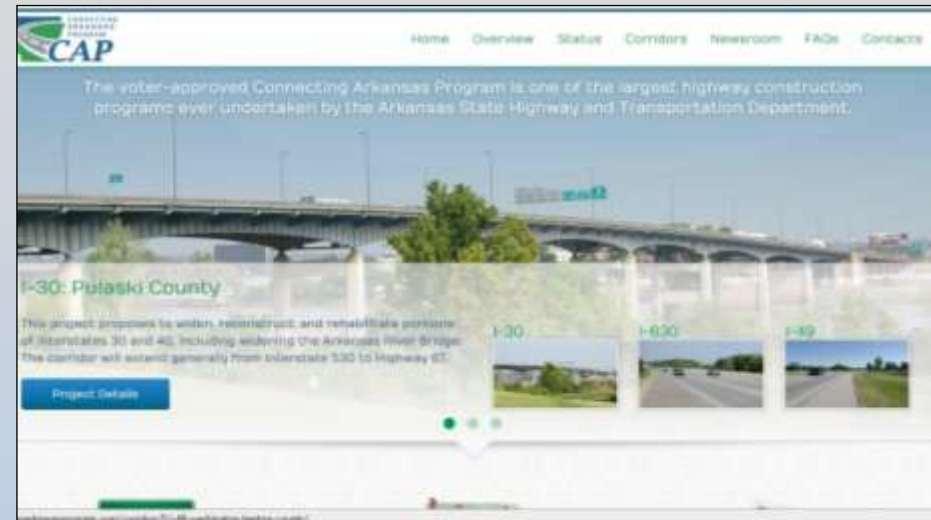 CONNECTING
ARKANSAS
PROGRAM
CAP
Home Overview Status Corridors Newsroom FAQs Contacts
The voter-approved Connecting Arkansas Program is one of the largest highway construction
programs ever undertaken by the Arkansas State Highway and Transportation Department.
I-30: Pulaski County
This project proposes to widen, reconstruct, and rehabilitate portions
of Interstates 30 and 40, including widening the Arkansas River Bridge.
The corridor will extend generally from Interstate 530 to Highway 67.
I-30 I-630 I-49
Project Details